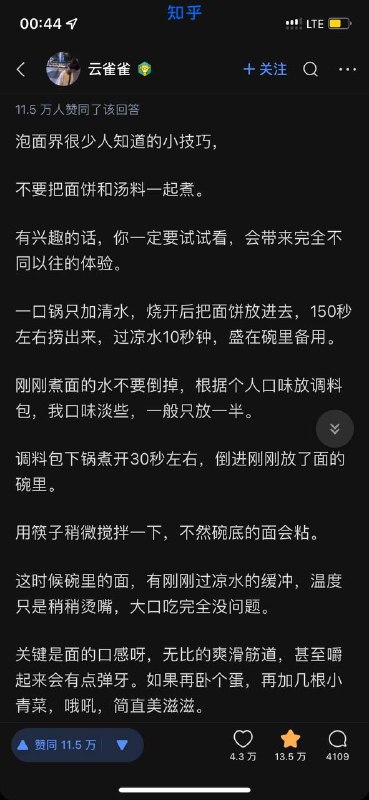 知乎
00:44
LTE
云雀雀
+ 关注
11.5 万人赞同了该回答
泡面界很少人知道的小技巧，
不要把面饼和汤料一起煮。
有兴趣的话，你一定要试试看，会带来完全不
同以往的体验。
一口锅只加清水，烧开后把面饼放进去，150秒
左右捞出来，过凉水10秒钟，盛在碗里备用。
刚刚煮面的水不要倒掉，根据个人口味放调料
包，我口味淡些，一般只放一半。
调料包下锅煮开30秒左右，倒进刚刚放了面的
碗里。
用筷子稍微搅拌一下，不然碗底的面会粘。
这时候碗里的面，有刚刚过凉水的缓冲，温度
只是稍稍烫嘴，大口吃完全没问题。
关键是面的口感呀，无比的爽滑筋道，甚至嚼
起来会有点弹牙。如果再卧个蛋，再加几根小
青菜，哦吼，简直美滋滋。
赞同 11.5 万
4.3 万
13.5 万
4109